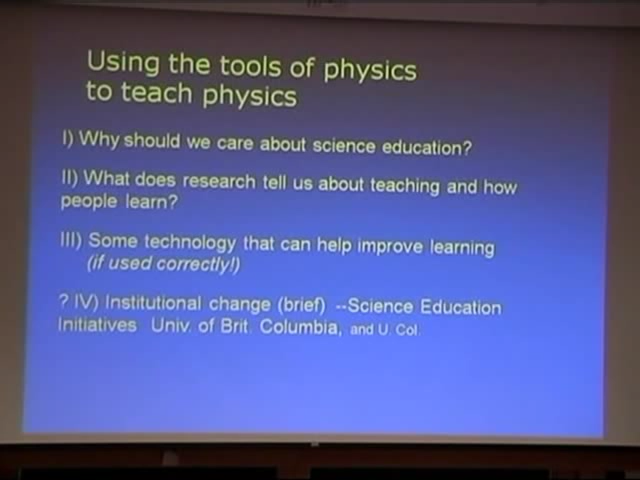 Using the tools of physics
to teach physics
I) Why should we care about science education?
II) What does research tell us about teaching and how
people learn?
III) Some technology that can help improve learning
(if used correctly!)
? IV) Institutional change (brief) --Science Education
Initiatives Univ. of Brit. Columbia, and U. Col.